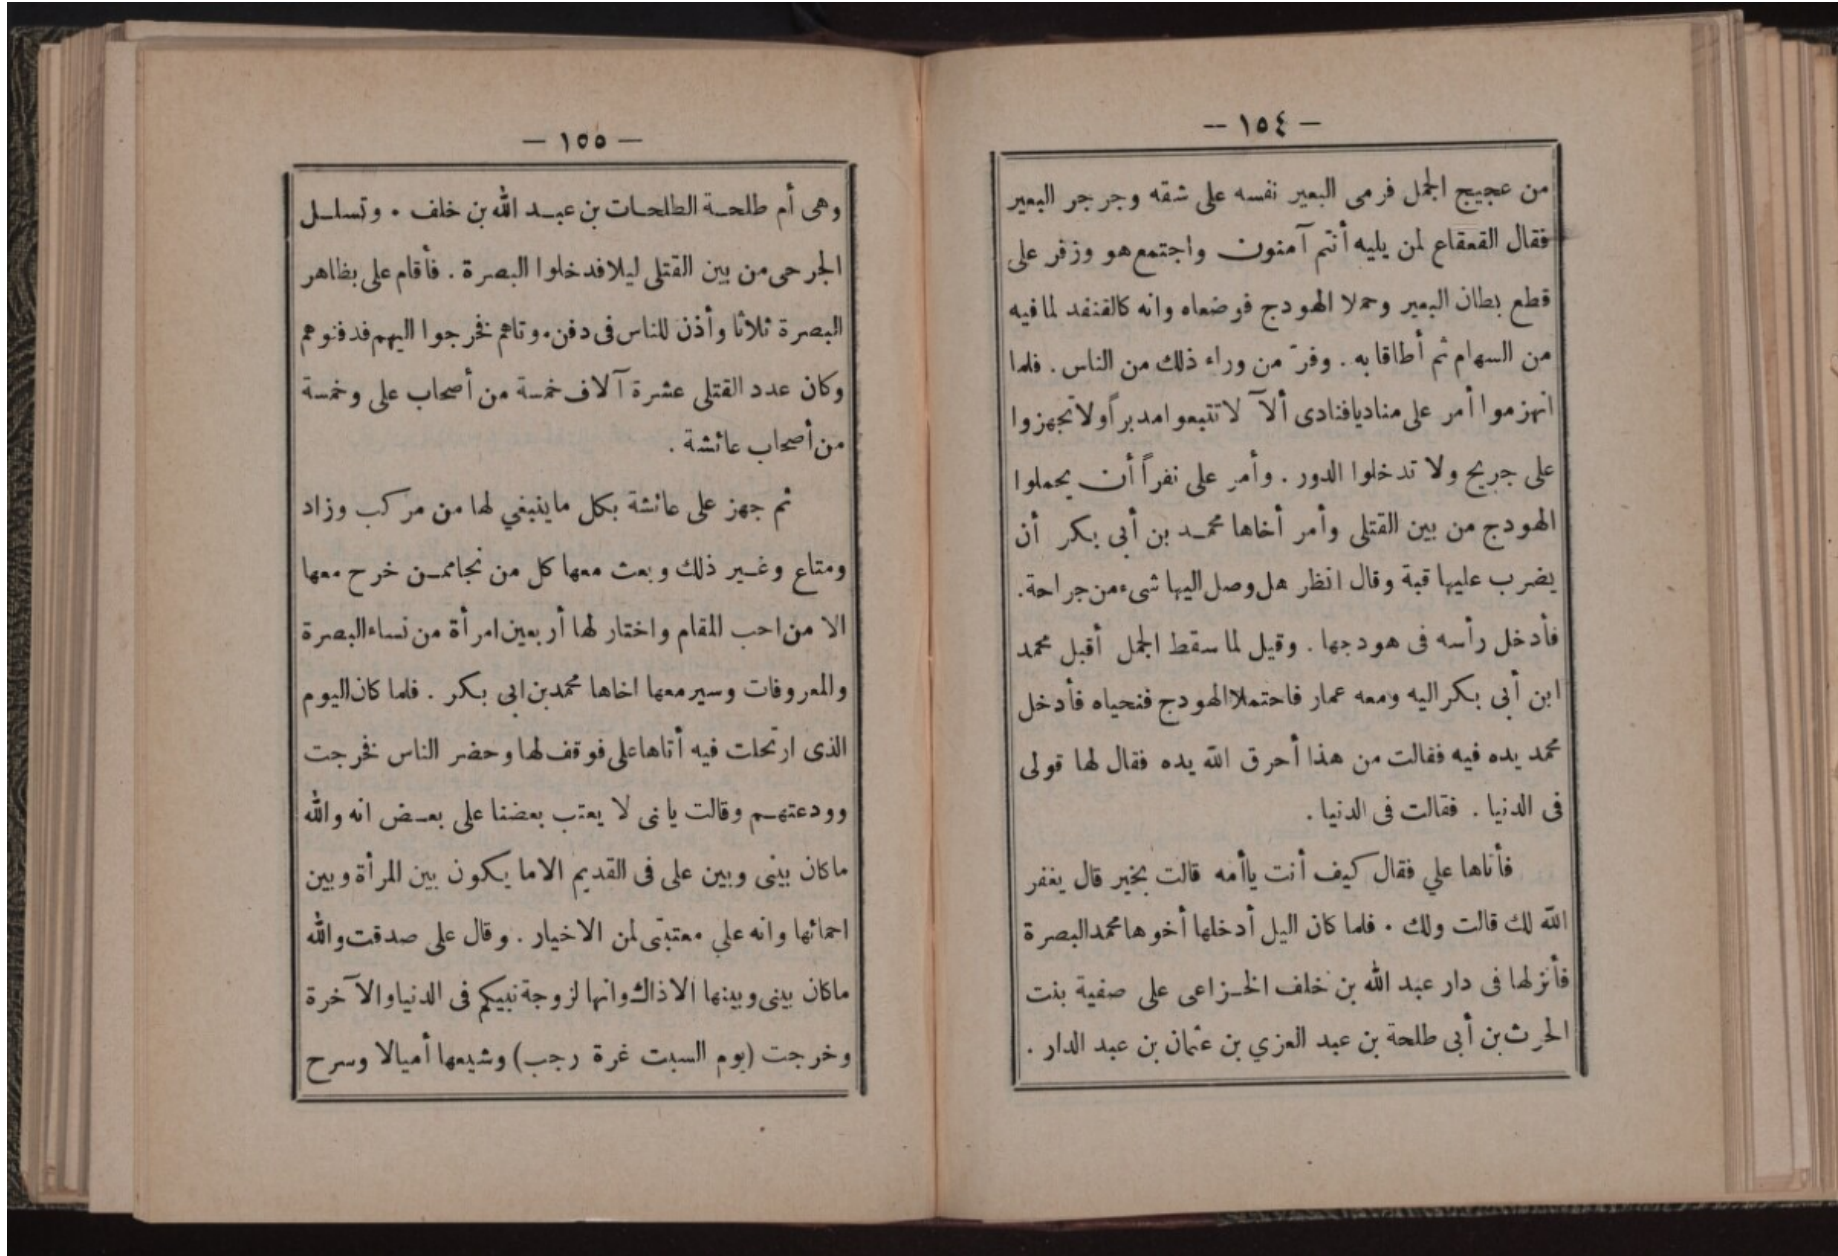 — ١٥٤ —
من عجيج الجمل فرمى البعير نفسه على شقه وجرجر البعير
فقال القعقاع لمن يليه أنتم آمنون واجتمع هو وزفر على
قطع بطان البعير وحملا الهودج فوضعاه وانه كالقنفد لما فيه
من السهام ثم أطاقا به . وفرّ من وراء ذلك من الناس . فلما
انهزموا أمر على مناديا فنادى ألآ لا تتبعوا مدبراً ولا تجهزوا
على جريح ولا تدخلوا الدور . وأمر على نفراً أن يحملوا
الهودج من بين القتلى وأمر أخاها محمد بن أبى بكر أن
يضرب عليها قبة وقال انظر هل وصل اليها شىء من جراحة .
فأدخل رأسه فى هودجها . وقيل لما سقط الجمل أقبل محمد
ابن أبى بكر اليه ومعه عمار فاحتملا الهودج فنحياه فأدخل
محمد يده فيه فقالت من هذا أحرق الله يده فقال لها قولى
فى الدنيا . فقالت فى الدنيا .
فأتاها علي فقال كيف أنت ياأمه قالت بخير قال يغفر
الله لك قالت ولك . فلما كان اليل أدخلها أخوها محمد البصرة
فأنزلها فى دار عبد الله بن خلف الخزاعى على صفية بنت
الحرث بن أبى طلحة بن عبد العزي بن عثمان بن عبد الدار .
— ١٥٥ —
وهى أم طلحة الطلحات بن عبد الله بن خلف . وتسلل
الجرحى من بين القتلى ليلا فدخلوا البصرة . فأقام على بظاهر
البصرة ثلاثا وأذن للناس فى دفن موتاهم فخرجوا اليهم فدفنوهم
وكان عدد القتلى عشرة آلاف خمسة من أصحاب على وخمسة
من أصحاب عائشة .
ثم جهز على عائشة بكل ما ينبغي لها من مركب وزاد
ومتاع وغير ذلك وبعث معها كل من نجا ممن خرح معها
الا من احب المقام واختار لها أربعين امرأة من نساء البصرة
والمعروفات وسير معها اخاها محمد بن ابى بكر . فلما كان اليوم
الذى ارتحلت فيه أتاها على فوقف لها وحضر الناس فخرجت
وودعتهم وقالت يا بنى لا يعتب بعضنا على بعض انه والله
ما كان بينى وبين على فى القديم الا ما يكون بين المرأة وبين
احمائها وانه علي معتبتى لمن الاخيار . وقال على صدقت والله
ما كان بينى وبينها الا ذاك وانها لزوجة نبيكم فى الدنيا والآخرة
وخرجت (يوم السبت غرة رجب) وشيعها أميالا وسرح